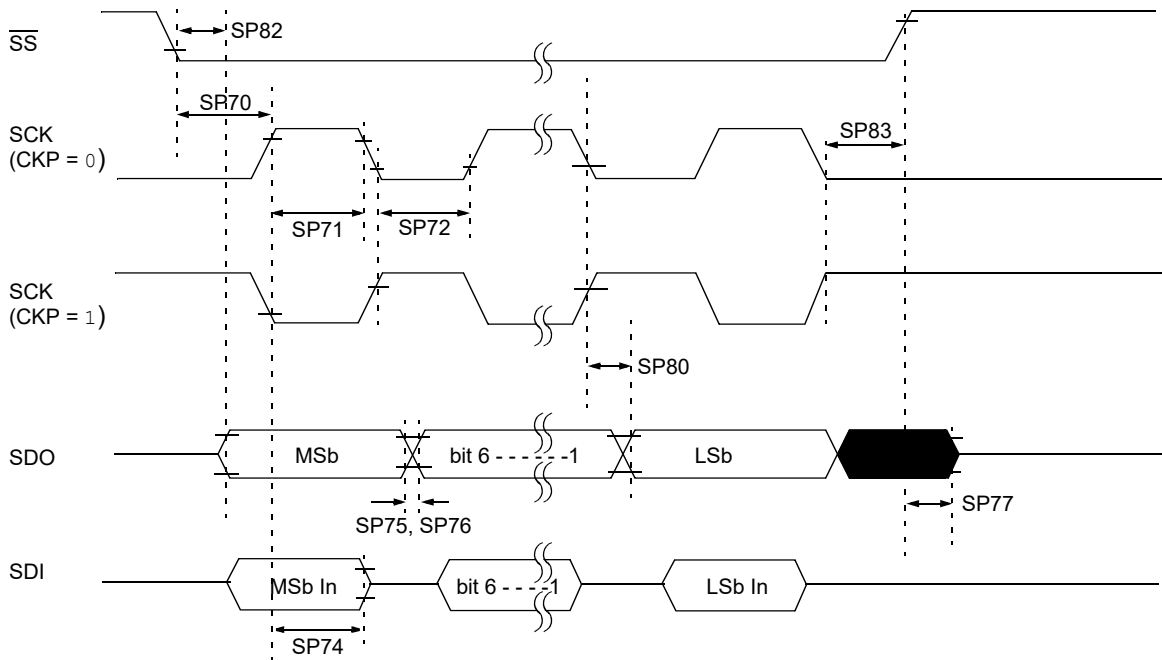 SS
SP82
SP70
SCK
(CKP = 0)
SP83
SP71
SP72
SCK
(CKP = 1)
SP80
SDO
MSb
bit 6 - - - - - -1
LSb
SP77
SP75, SP76
SDI
MSb In
bit 6 - - - -1
LSb In
SP74